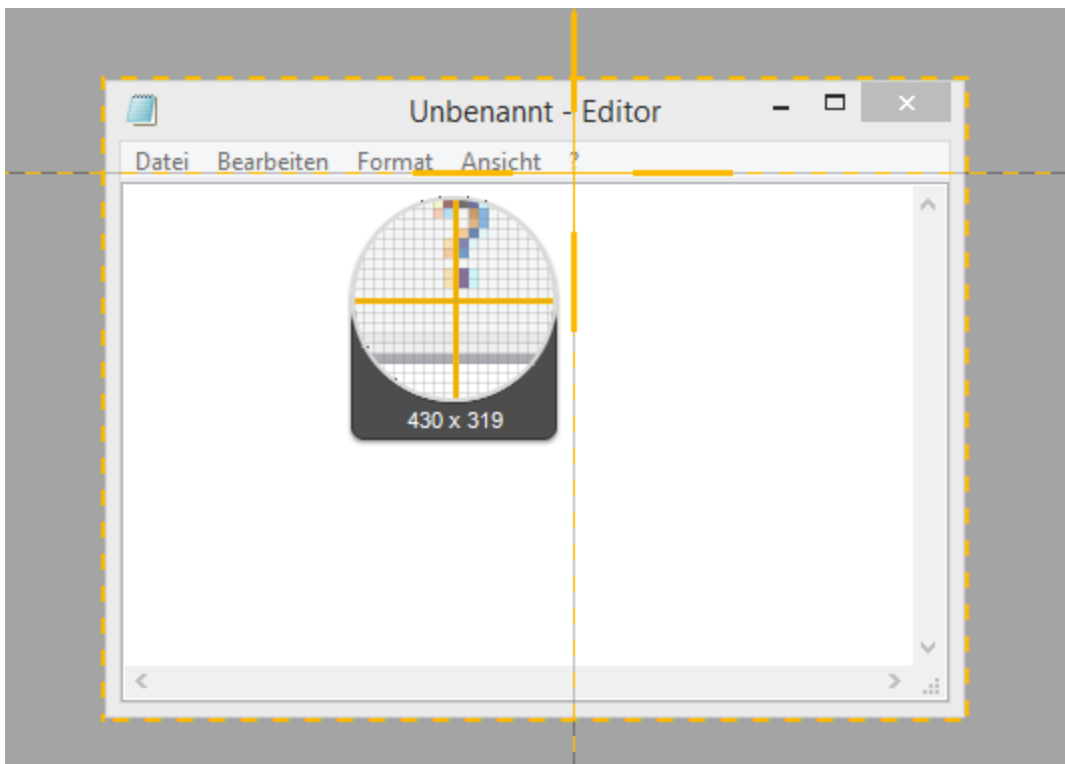 Unbenannt - Editor
Datei Bearbeiten Format Ansicht ?
?
430 x 319